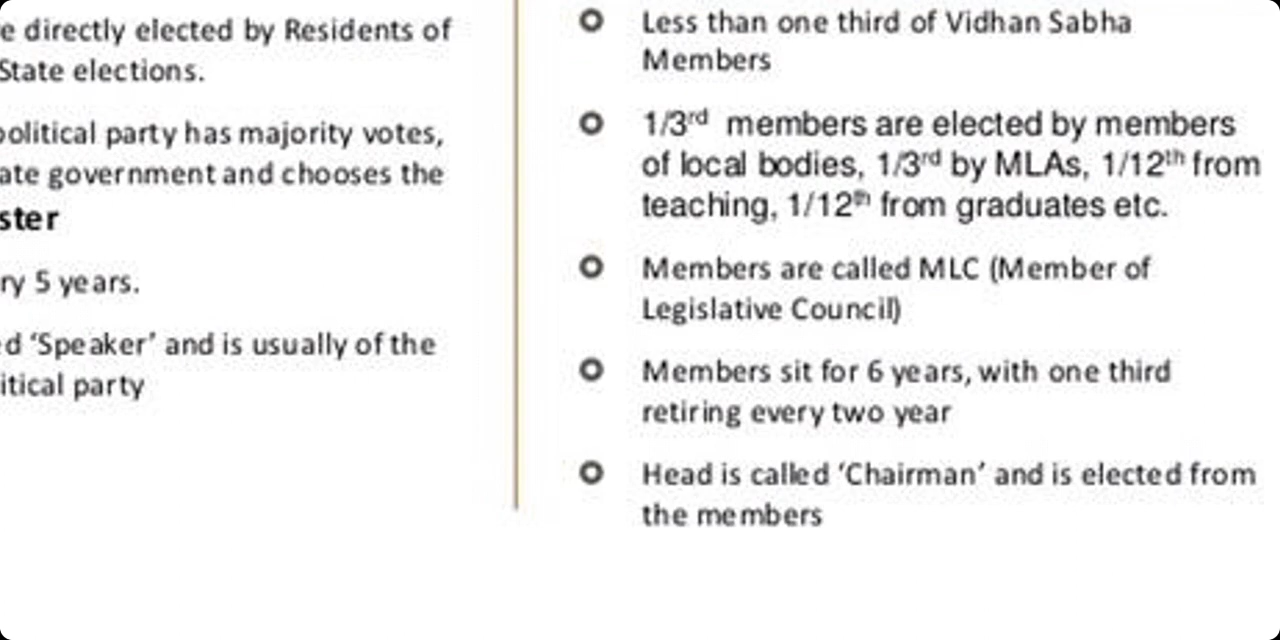 e directly elected by Residents of
State elections.
political party has majority votes,
ate government and chooses the
ster
ry 5 years.
ed ‘Speaker’ and is usually of the
itical party
Less than one third of Vidhan Sabha
Members
1/3rd members are elected by members
of local bodies, 1/3rd by MLAs, 1/12th from
teaching, 1/12th from graduates etc.
Members are called MLC (Member of
Legislative Council)
Members sit for 6 years, with one third
retiring every two year
Head is called ‘Chairman’ and is elected from
the members